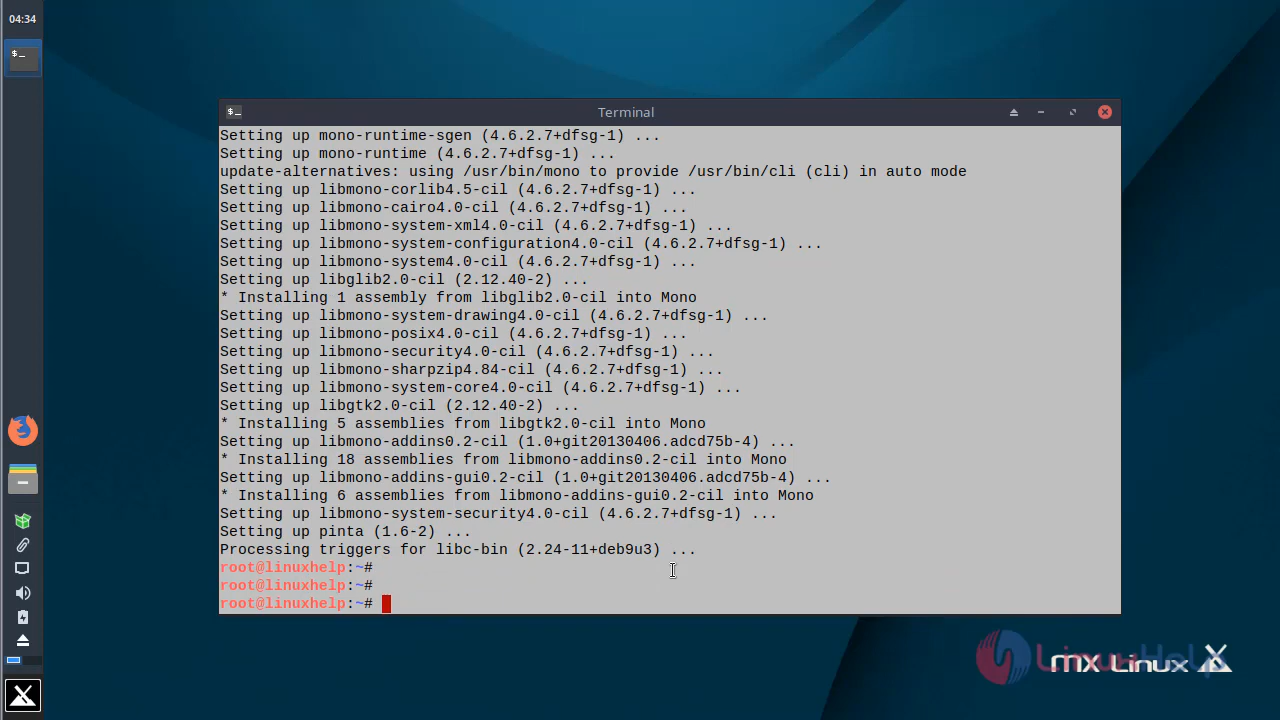 04:34
$_
$_
Terminal
Setting up mono-runtime-sgen (4.6.2.7+dfsg-1) ...
Setting up mono-runtime (4.6.2.7+dfsg-1) ...
update-alternatives: using /usr/bin/mono to provide /usr/bin/cli (cli) in auto mode
Setting up libmono-corlib4.5-cil (4.6.2.7+dfsg-1) ...
Setting up libmono-cairo4.0-cil (4.6.2.7+dfsg-1) ...
Setting up libmono-system-xml4.0-cil (4.6.2.7+dfsg-1) ...
Setting up libmono-system-configuration4.0-cil (4.6.2.7+dfsg-1) ...
Setting up libmono-system4.0-cil (4.6.2.7+dfsg-1) ...
Setting up libglib2.0-cil (2.12.40-2) ...
* Installing 1 assembly from libglib2.0-cil into Mono
Setting up libmono-system-drawing4.0-cil (4.6.2.7+dfsg-1) ...
Setting up libmono-posix4.0-cil (4.6.2.7+dfsg-1) ...
Setting up libmono-security4.0-cil (4.6.2.7+dfsg-1) ...
Setting up libmono-sharpzip4.84-cil (4.6.2.7+dfsg-1) ...
Setting up libmono-system-core4.0-cil (4.6.2.7+dfsg-1) ...
Setting up libgtk2.0-cil (2.12.40-2) ...
* Installing 5 assemblies from libgtk2.0-cil into Mono
Setting up libmono-addins0.2-cil (1.0+git20130406.adcd75b-4) ...
* Installing 18 assemblies from libmono-addins0.2-cil into Mono
Setting up libmono-addins-gui0.2-cil (1.0+git20130406.adcd75b-4) ...
* Installing 6 assemblies from libmono-addins-gui0.2-cil into Mono
Setting up libmono-system-security4.0-cil (4.6.2.7+dfsg-1) ...
Setting up pinta (1.6-2) ...
Processing triggers for libc-bin (2.24-11+deb9u3) ...
root@linuxhelp:~#
root@linuxhelp:~#
root@linuxhelp:~#
LinuxHelp
MX Linux